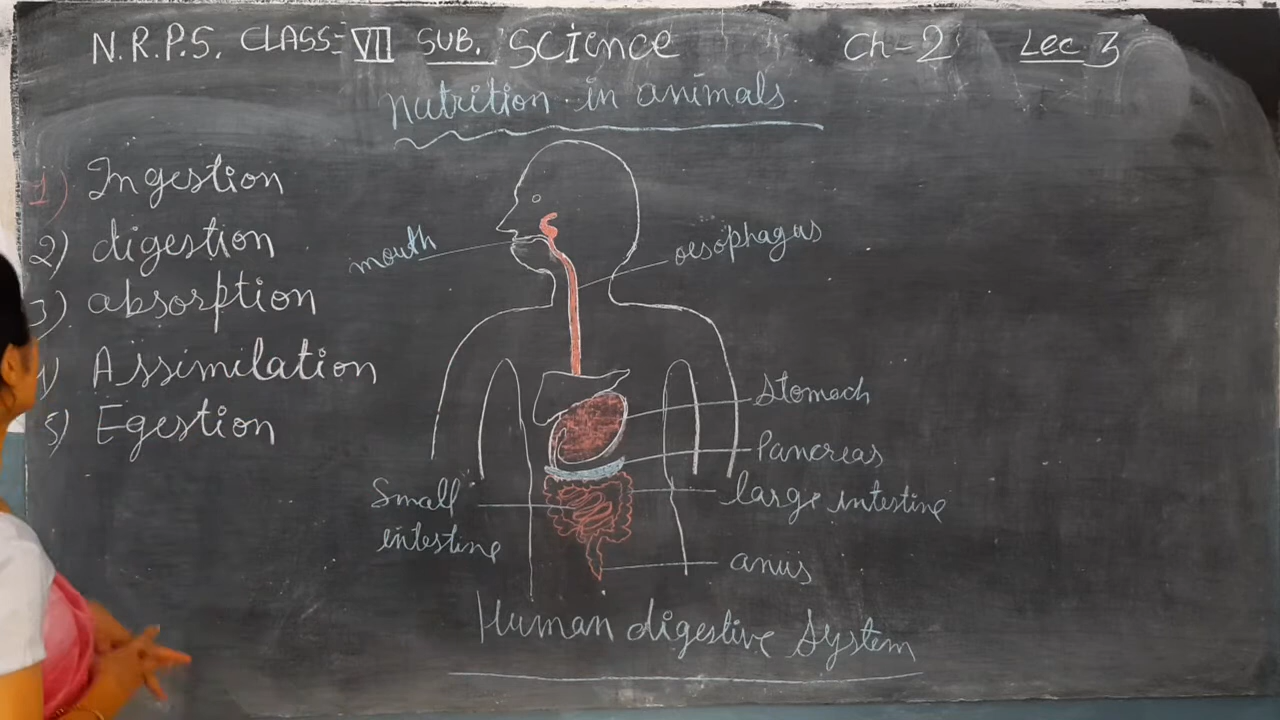 N.R.P.S. CLASS:- VII SUB. Science Ch-2 Lec 3
Nutrition in animals.
1) Ingestion
2) digestion
3) absorption
4) Assimilation
5) Egestion
mouth
oesophagus
Stomach
Pancreas
large intestine
Small
intestine
anus
Human digestive System